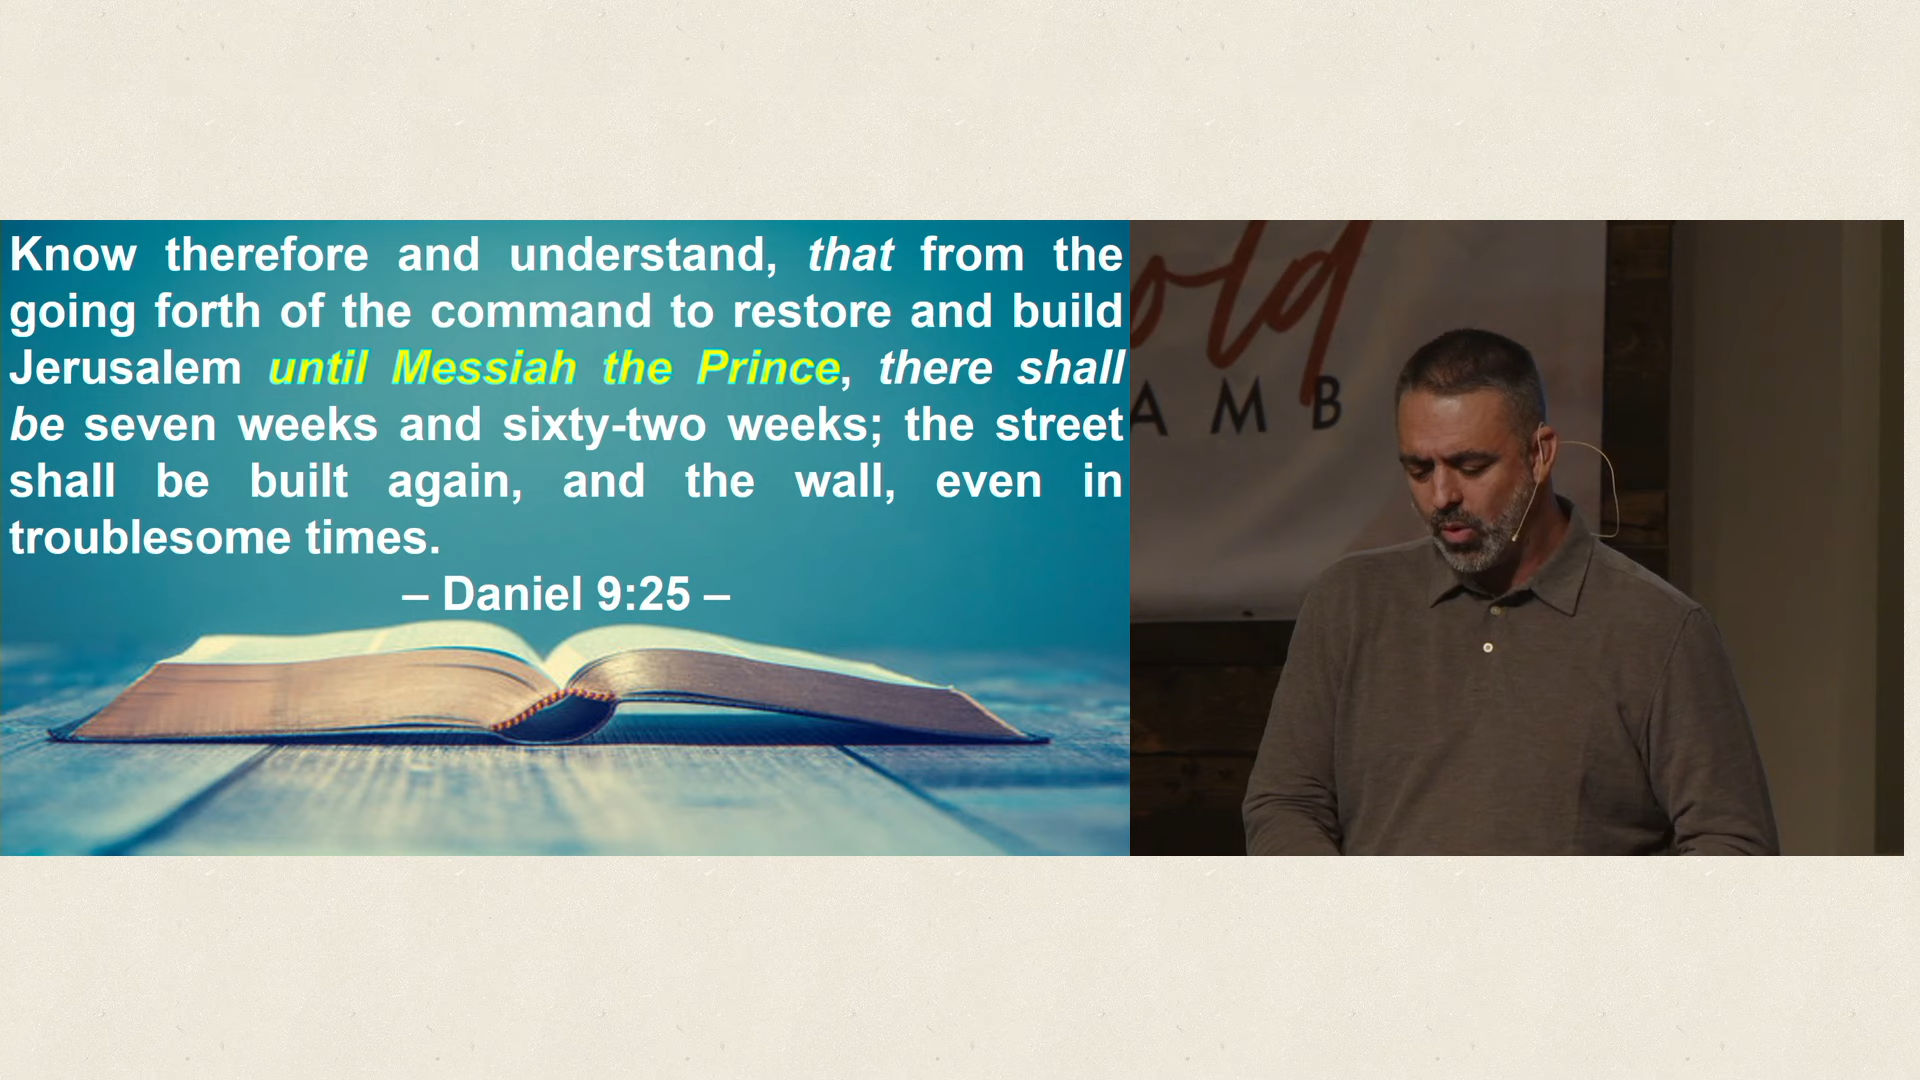 Know therefore and understand, that from the
going forth of the command to restore and build
Jerusalem until Messiah the Prince, there shall
be seven weeks and sixty-two weeks; the street
shall be built again, and the wall, even in
troublesome times.
– Daniel 9:25 –
old
AMB